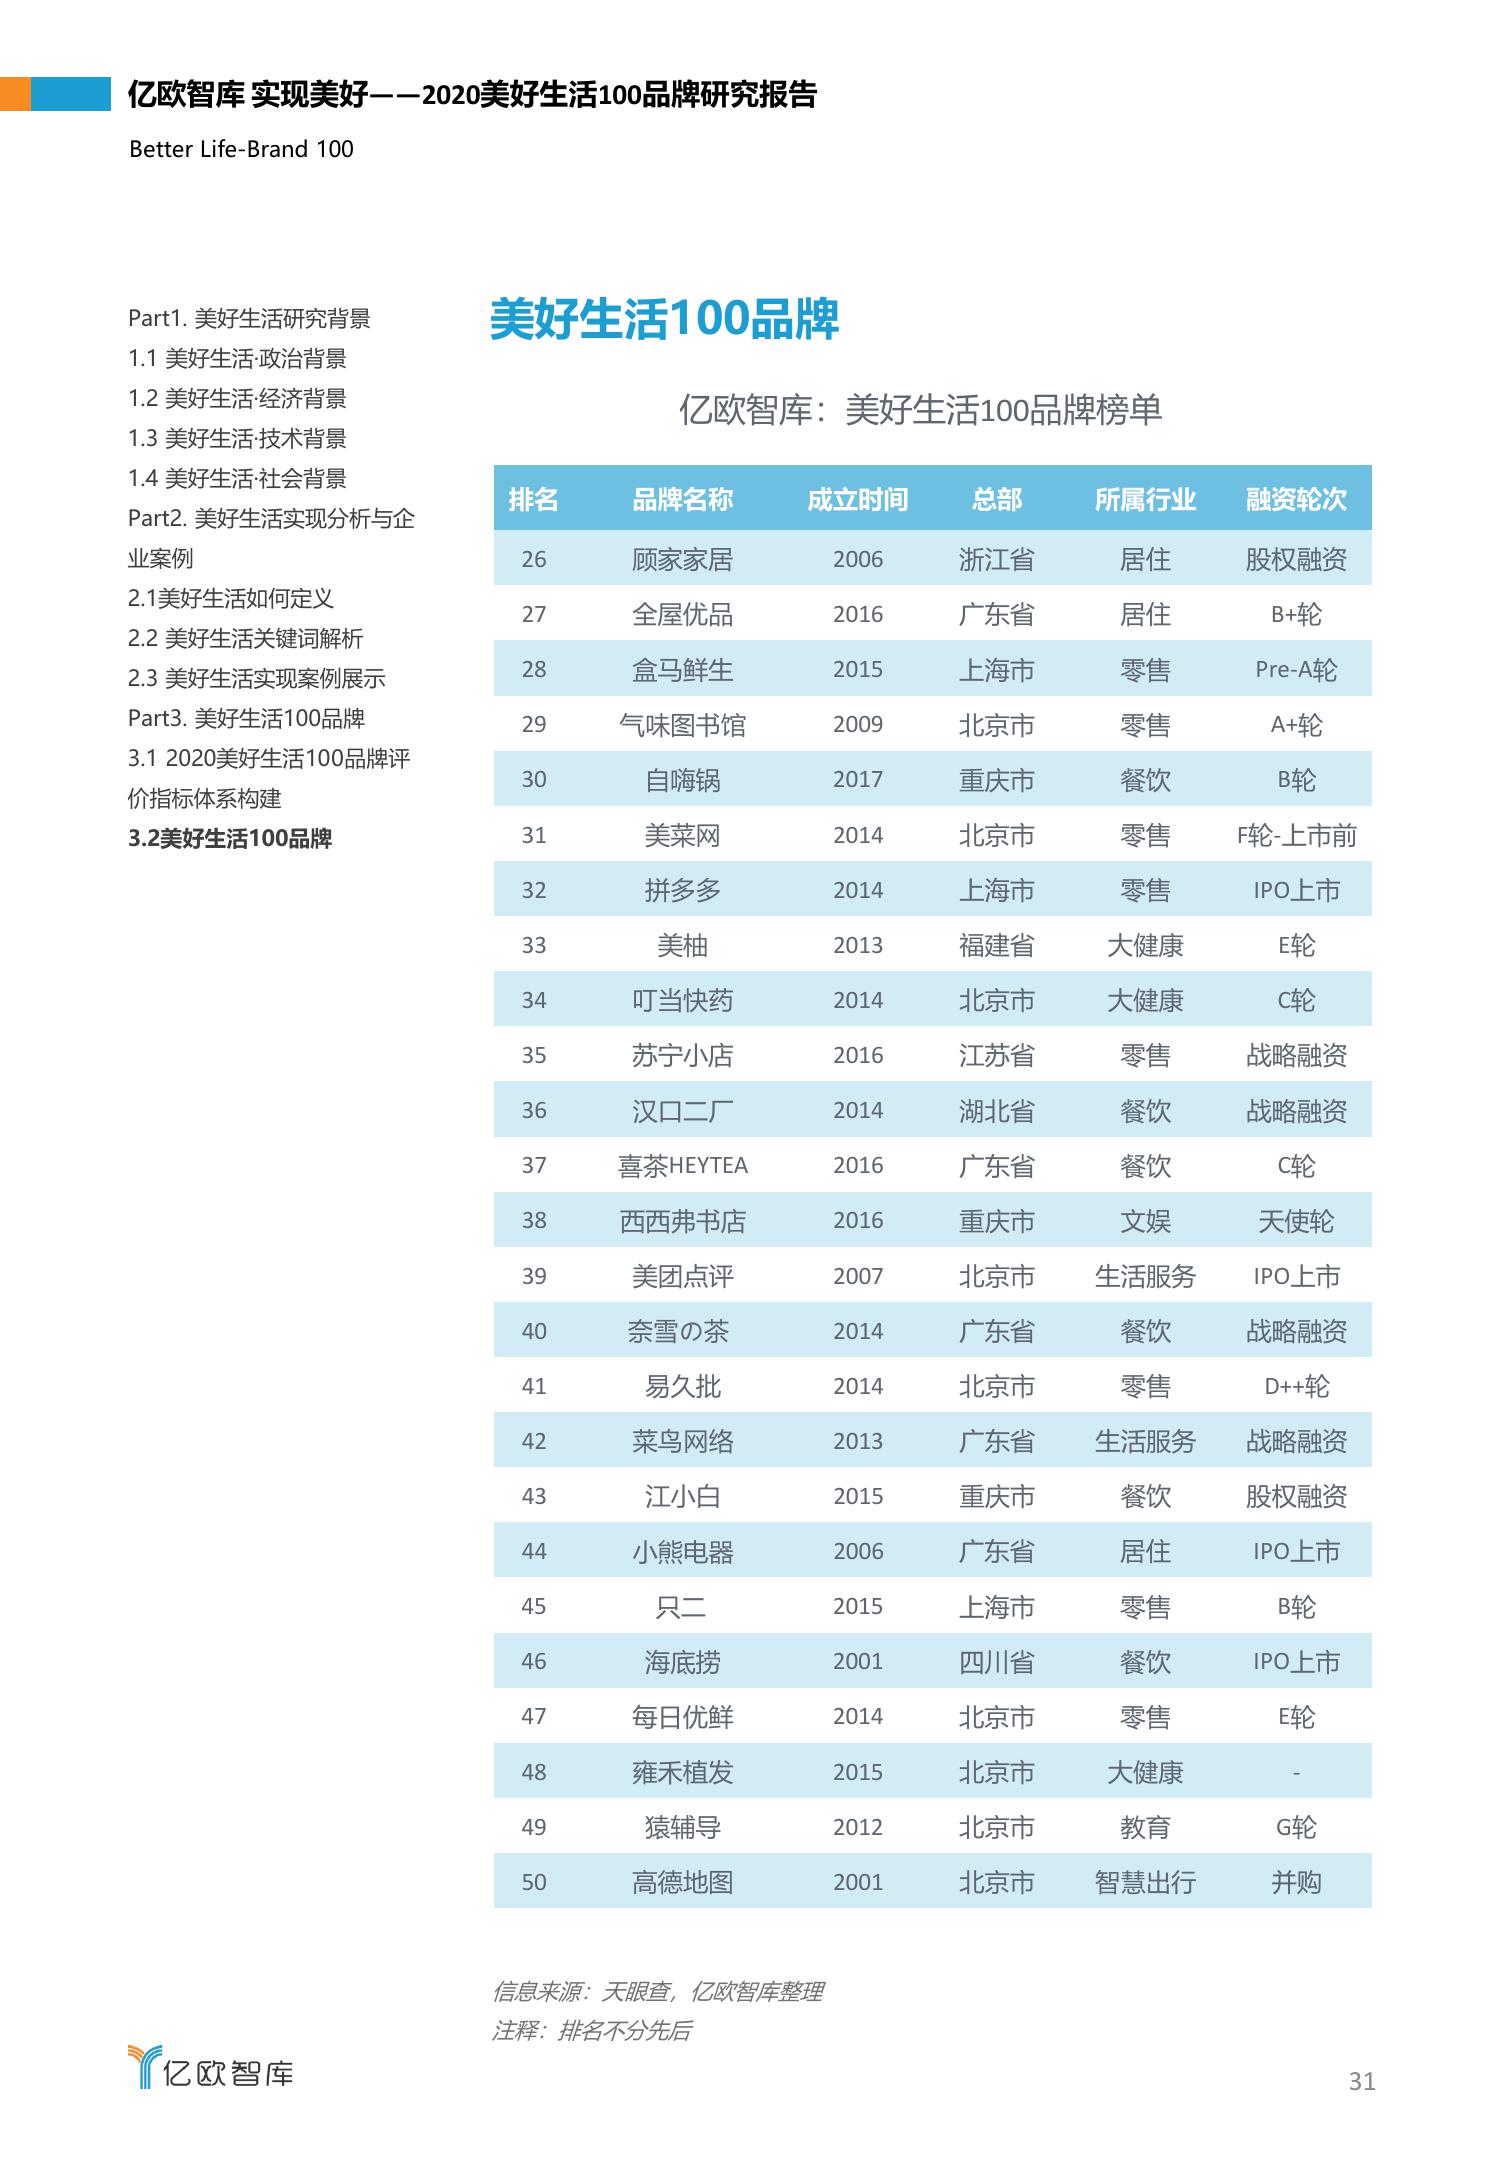 亿欧智库 实现美好——2020美好生活100品牌研究报告
Better Life-Brand 100
Part1. 美好生活研究背景
1.1 美好生活·政治背景
1.2 美好生活·经济背景
1.3 美好生活·技术背景
1.4 美好生活·社会背景
Part2. 美好生活实现分析与企
业案例
2.1美好生活如何定义
2.2 美好生活关键词解析
2.3 美好生活实现案例展示
Part3. 美好生活100品牌
3.1 2020美好生活100品牌评
价指标体系构建
3.2美好生活100品牌
美好生活100品牌
亿欧智库：美好生活100品牌榜单
排名 品牌名称 成立时间 总部 所属行业 融资轮次
26 顾家家居 2006 浙江省 居住 股权融资
27 全屋优品 2016 广东省 居住 B+轮
28 盒马鲜生 2015 上海市 零售 Pre-A轮
29 气味图书馆 2009 北京市 零售 A+轮
30 自嗨锅 2017 重庆市 餐饮 B轮
31 美菜网 2014 北京市 零售 F轮-上市前
32 拼多多 2014 上海市 零售 IPO上市
33 美柚 2013 福建省 大健康 E轮
34 叮当快药 2014 北京市 大健康 C轮
35 苏宁小店 2016 江苏省 零售 战略融资
36 汉口二厂 2014 湖北省 餐饮 战略融资
37 喜茶HEYTEA 2016 广东省 餐饮 C轮
38 西西弗书店 2016 重庆市 文娱 天使轮
39 美团点评 2007 北京市 生活服务 IPO上市
40 奈雪の茶 2014 广东省 餐饮 战略融资
41 易久批 2014 北京市 零售 D++轮
42 菜鸟网络 2013 广东省 生活服务 战略融资
43 江小白 2015 重庆市 餐饮 股权融资
44 小熊电器 2006 广东省 居住 IPO上市
45 只二 2015 上海市 零售 B轮
46 海底捞 2001 四川省 餐饮 IPO上市
47 每日优鲜 2014 北京市 零售 E轮
48 雍禾植发 2015 北京市 大健康 -
49 猿辅导 2012 北京市 教育 G轮
50 高德地图 2001 北京市 智慧出行 并购
信息来源：天眼查，亿欧智库整理
注释：排名不分先后
亿欧智库
31